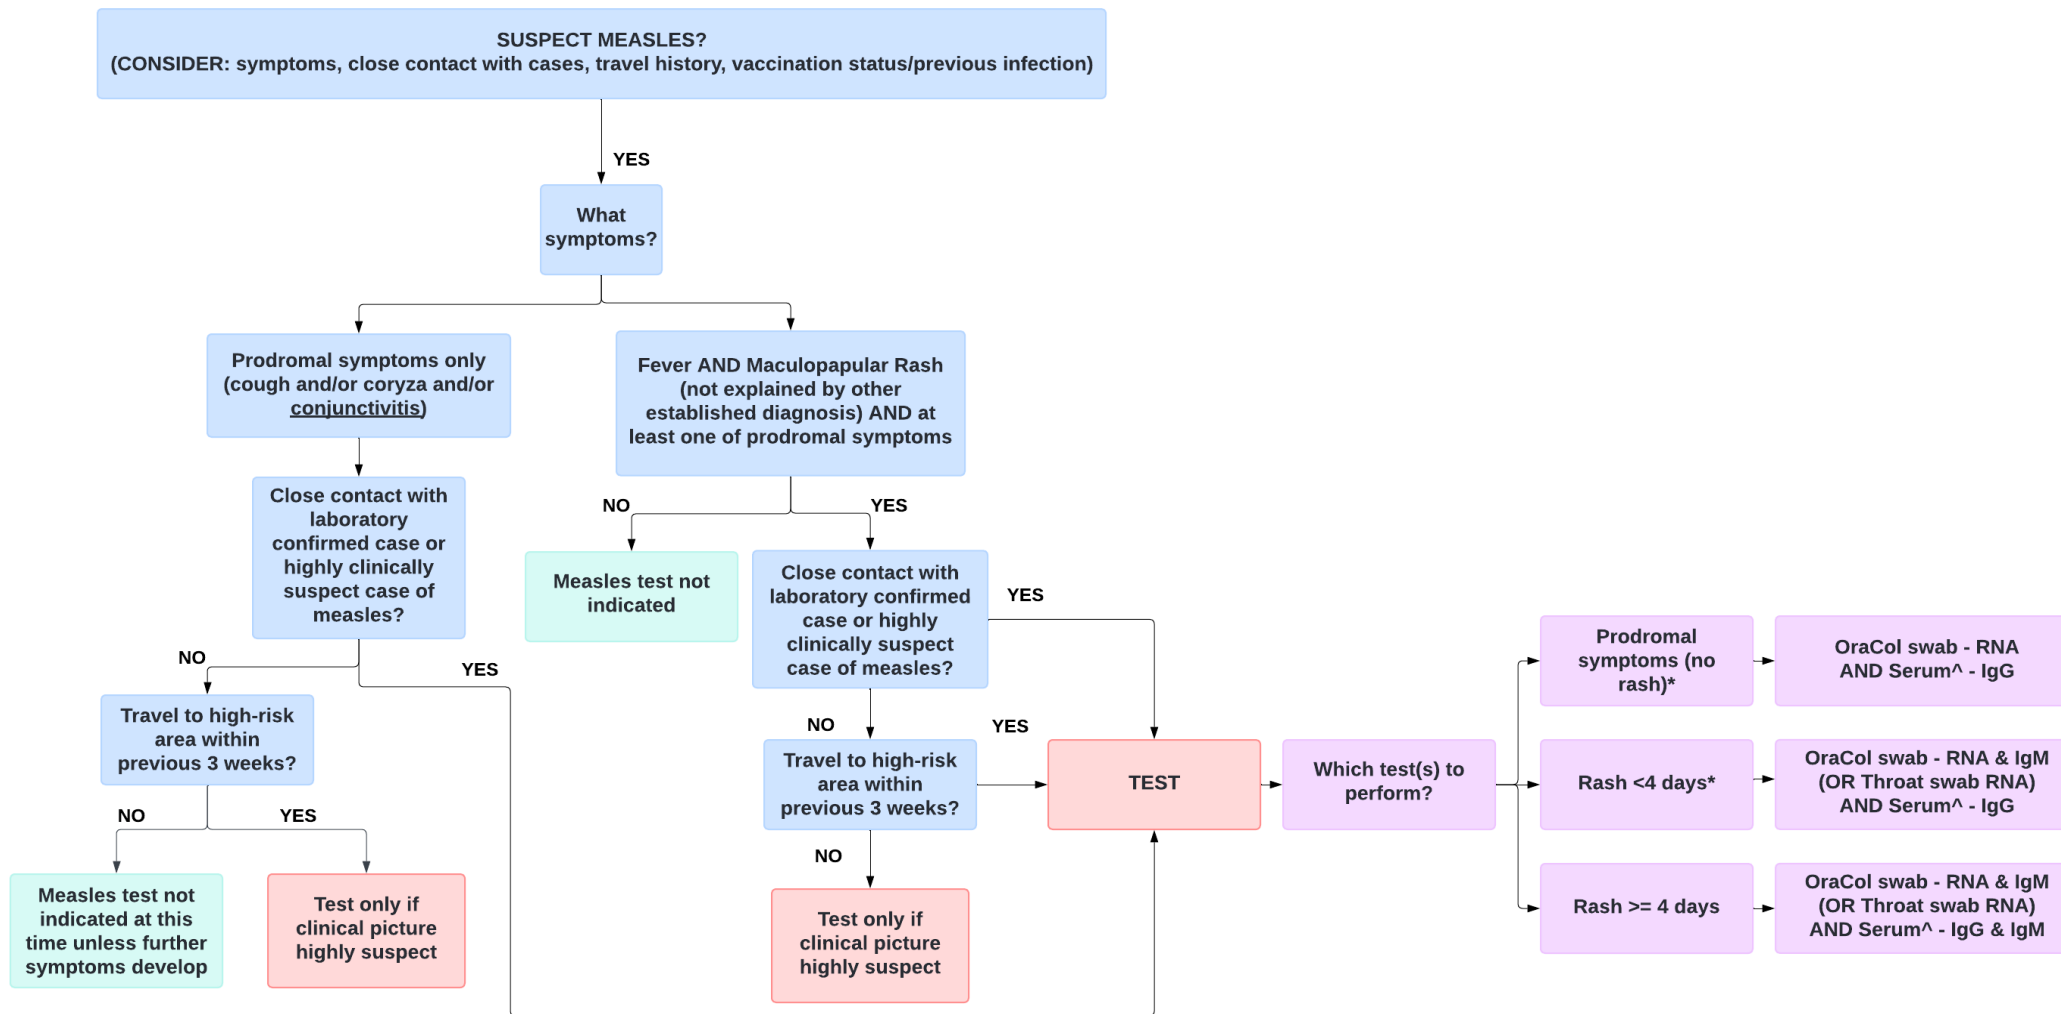 SUSPECT MEASLES?
(CONSIDER: symptoms, close contact with cases, travel history, vaccination status/previous infection)
YES
What
symptoms?
Prodromal symptoms only
(cough and/or coryza and/or
conjunctivitis)
Fever AND Maculopapular Rash
(not explained by other
established diagnosis) AND at
least one of prodromal symptoms
Close contact with
laboratory
confirmed case or
highly clinically
suspect case of
measles?
NO
YES
Measles test not
indicated
Close contact with
laboratory confirmed
case or highly
clinically suspect
case of measles?
YES
NO
YES
Travel to high-risk
area within
previous 3 weeks?
NO
YES
Measles test not
indicated at this
time unless further
symptoms develop
Test only if
clinical picture
highly suspect
NO
YES
Travel to high-risk
area within
previous 3 weeks?
NO
Test only if
clinical picture
highly suspect
TEST
Which test(s) to
perform?
Prodromal
symptoms (no
rash)*
OraCol swab - RNA
AND Serum^ - IgG
Rash <4 days*
OraCol swab - RNA & IgM
(OR Throat swab RNA)
AND Serum^ - IgG
Rash >= 4 days
OraCol swab - RNA & IgM
(OR Throat swab RNA)
AND Serum^ - IgG & IgM